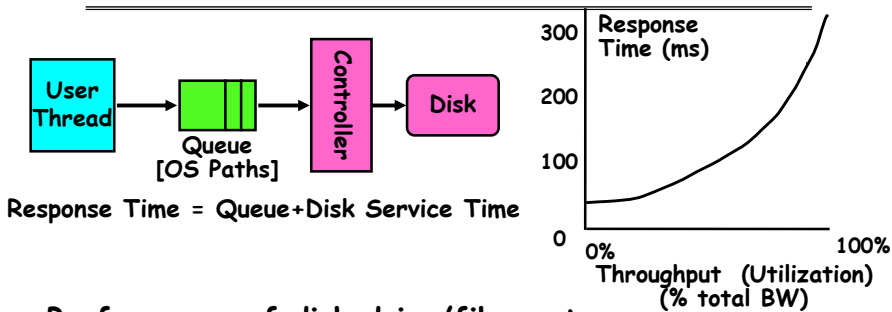 User
Thread
Queue
[OS Paths]
Controller
Disk
Response Time = Queue+Disk Service Time
Response
Time (ms)
300
200
100
0
0%
100%
Throughput (Utilization)
(% total BW)